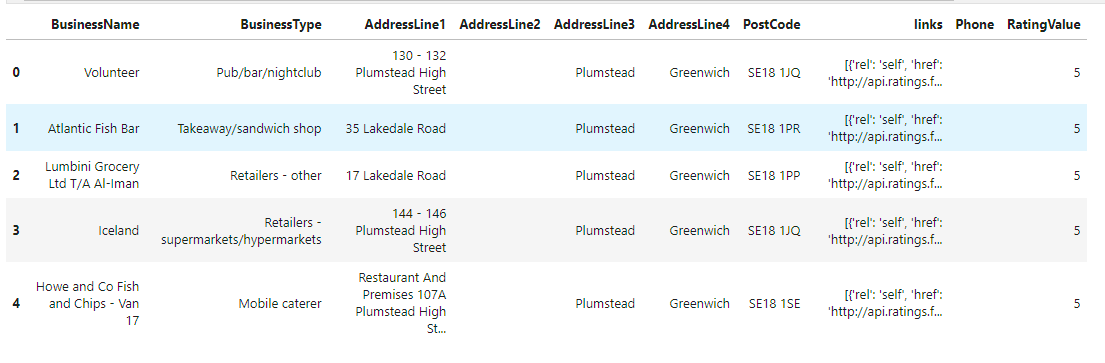 BusinessName BusinessType AddressLine1 AddressLine2 AddressLine3 AddressLine4 PostCode links Phone RatingValue
0 Volunteer Pub/bar/nightclub 130 - 132 Plumstead High Street Plumstead Greenwich SE18 1JQ [{'rel': 'self', 'href': 'http://api.ratings.f... 5
1 Atlantic Fish Bar Takeaway/sandwich shop 35 Lakedale Road Plumstead Greenwich SE18 1PR [{'rel': 'self', 'href': 'http://api.ratings.f... 5
2 Lumbini Grocery Ltd T/A Al-Iman Retailers - other 17 Lakedale Road Plumstead Greenwich SE18 1PP [{'rel': 'self', 'href': 'http://api.ratings.f... 5
3 Iceland Retailers - supermarkets/hypermarkets 144 - 146 Plumstead High Street Plumstead Greenwich SE18 1JQ [{'rel': 'self', 'href': 'http://api.ratings.f... 5
4 Howe and Co Fish and Chips - Van 17 Mobile caterer Restaurant And Premises 107A Plumstead High St... Plumstead Greenwich SE18 1SE [{'rel': 'self', 'href': 'http://api.ratings.f... 5